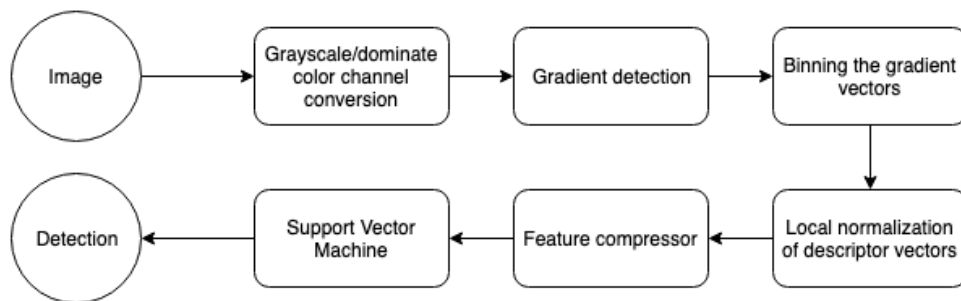 Image
Grayscale/dominate
color channel
conversion
Gradient detection
Binning the gradient
vectors
Local normalization
of descriptor vectors
Feature compressor
Support Vector
Machine
Detection